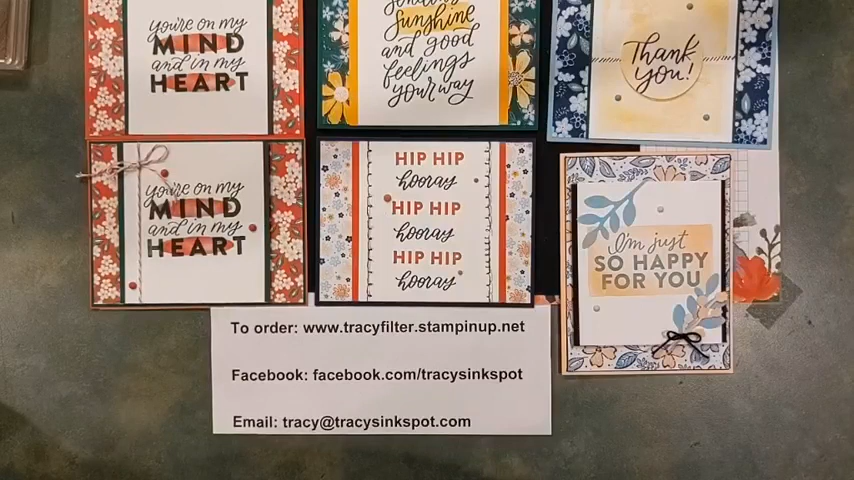 you're on my
MIND
and in my
HEART
Sunshine
and good
feelings
your way
Thank
you!
you're on my
MIND
and in my
HEART
HIP HIP
hooray
HIP HIP
hooray
HIP HIP
hooray
I'm just
SO HAPPY
FOR YOU
To order: www.tracyfilter.stampinup.net
Facebook: facebook.com/tracysinkspot
Email: tracy@tracysinkspot.com